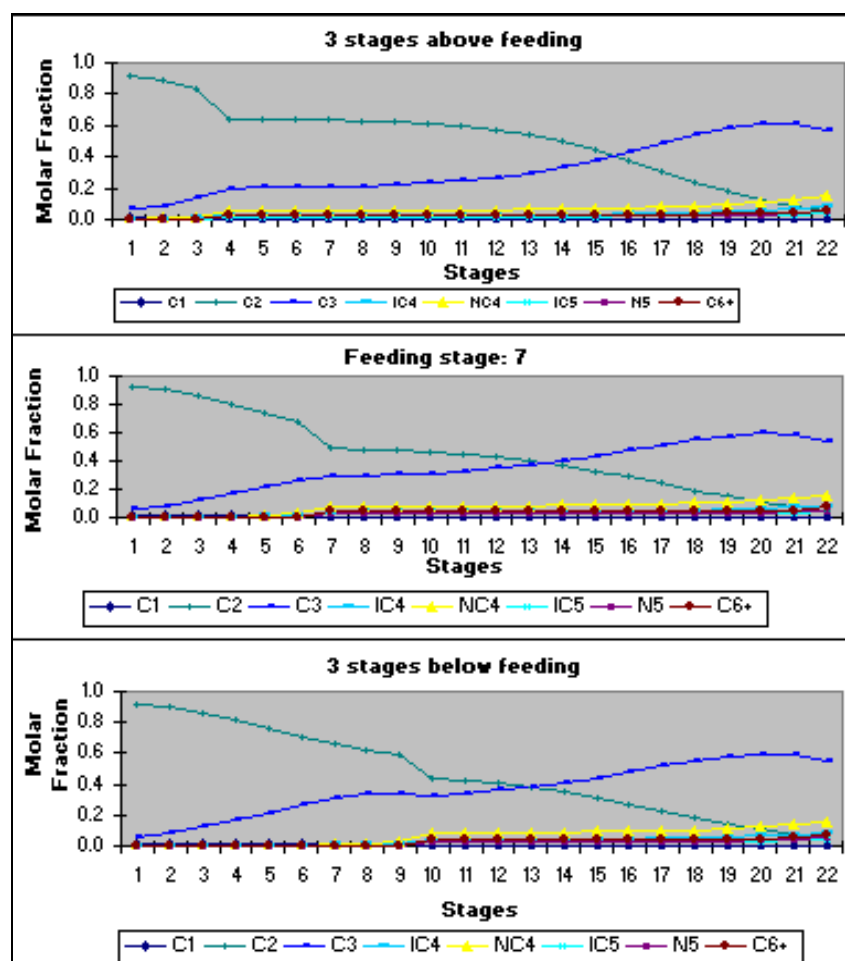 3 stages above feeding
Molar Fraction
1.0
0.8
0.6
0.4
0.2
0.0
1 2 3 4 5 6 7 8 9 10 11 12 13 14 15 16 17 18 19 20 21 22
Stages
C1 C2 C3 IC4 NC4 IC5 N5 C6+
Feeding stage: 7
Molar Fraction
1.0
0.8
0.6
0.4
0.2
0.0
1 2 3 4 5 6 7 8 9 10 11 12 13 14 15 16 17 18 19 20 21 22
Stages
C1 C2 C3 IC4 NC4 IC5 N5 C6+
3 stages below feeding
Molar
Fraction
1.0
0.8
0.6
0.4
0.2
0.0
1 2 3 4 5 6 7 8 9 10 11 12 13 14 15 16 17 18 19 20 21 22
Stages
C1 C2 C3 IC4 NC4 IC5 N5 C6+